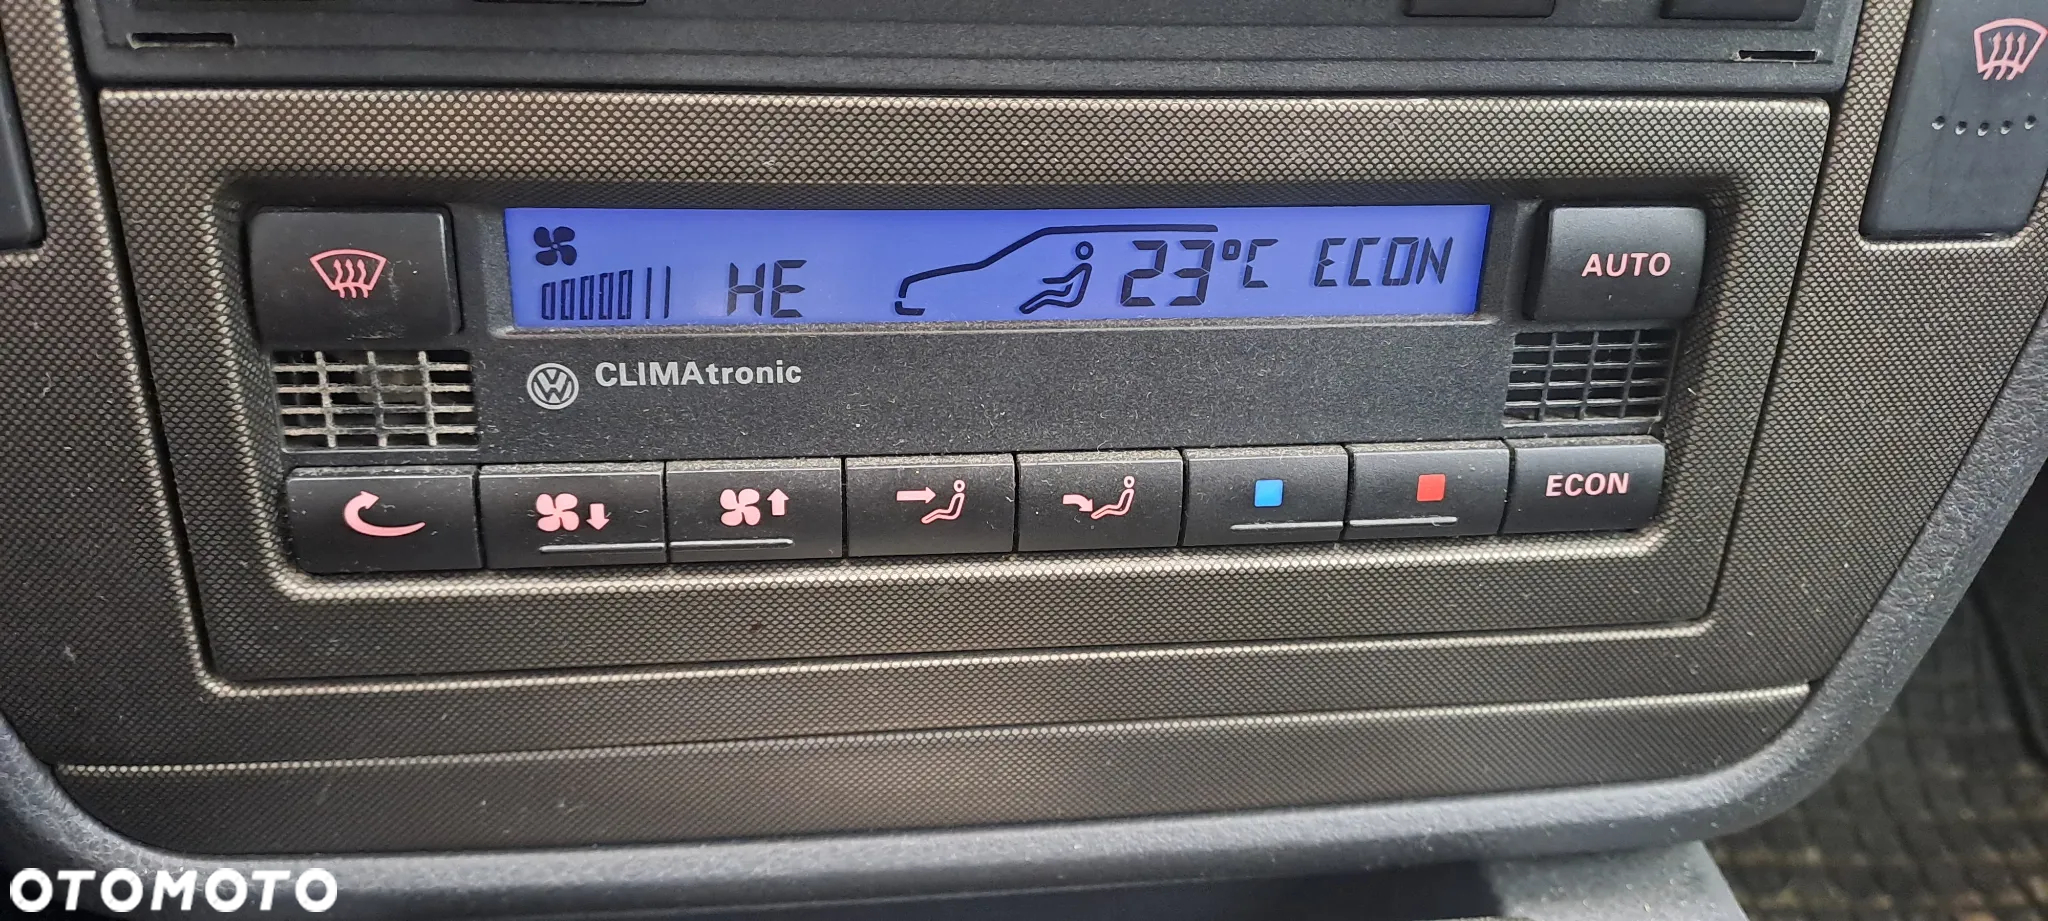 HE 23°C ECON
AUTO
CLIMAtronic
ECON
OTOMOTO